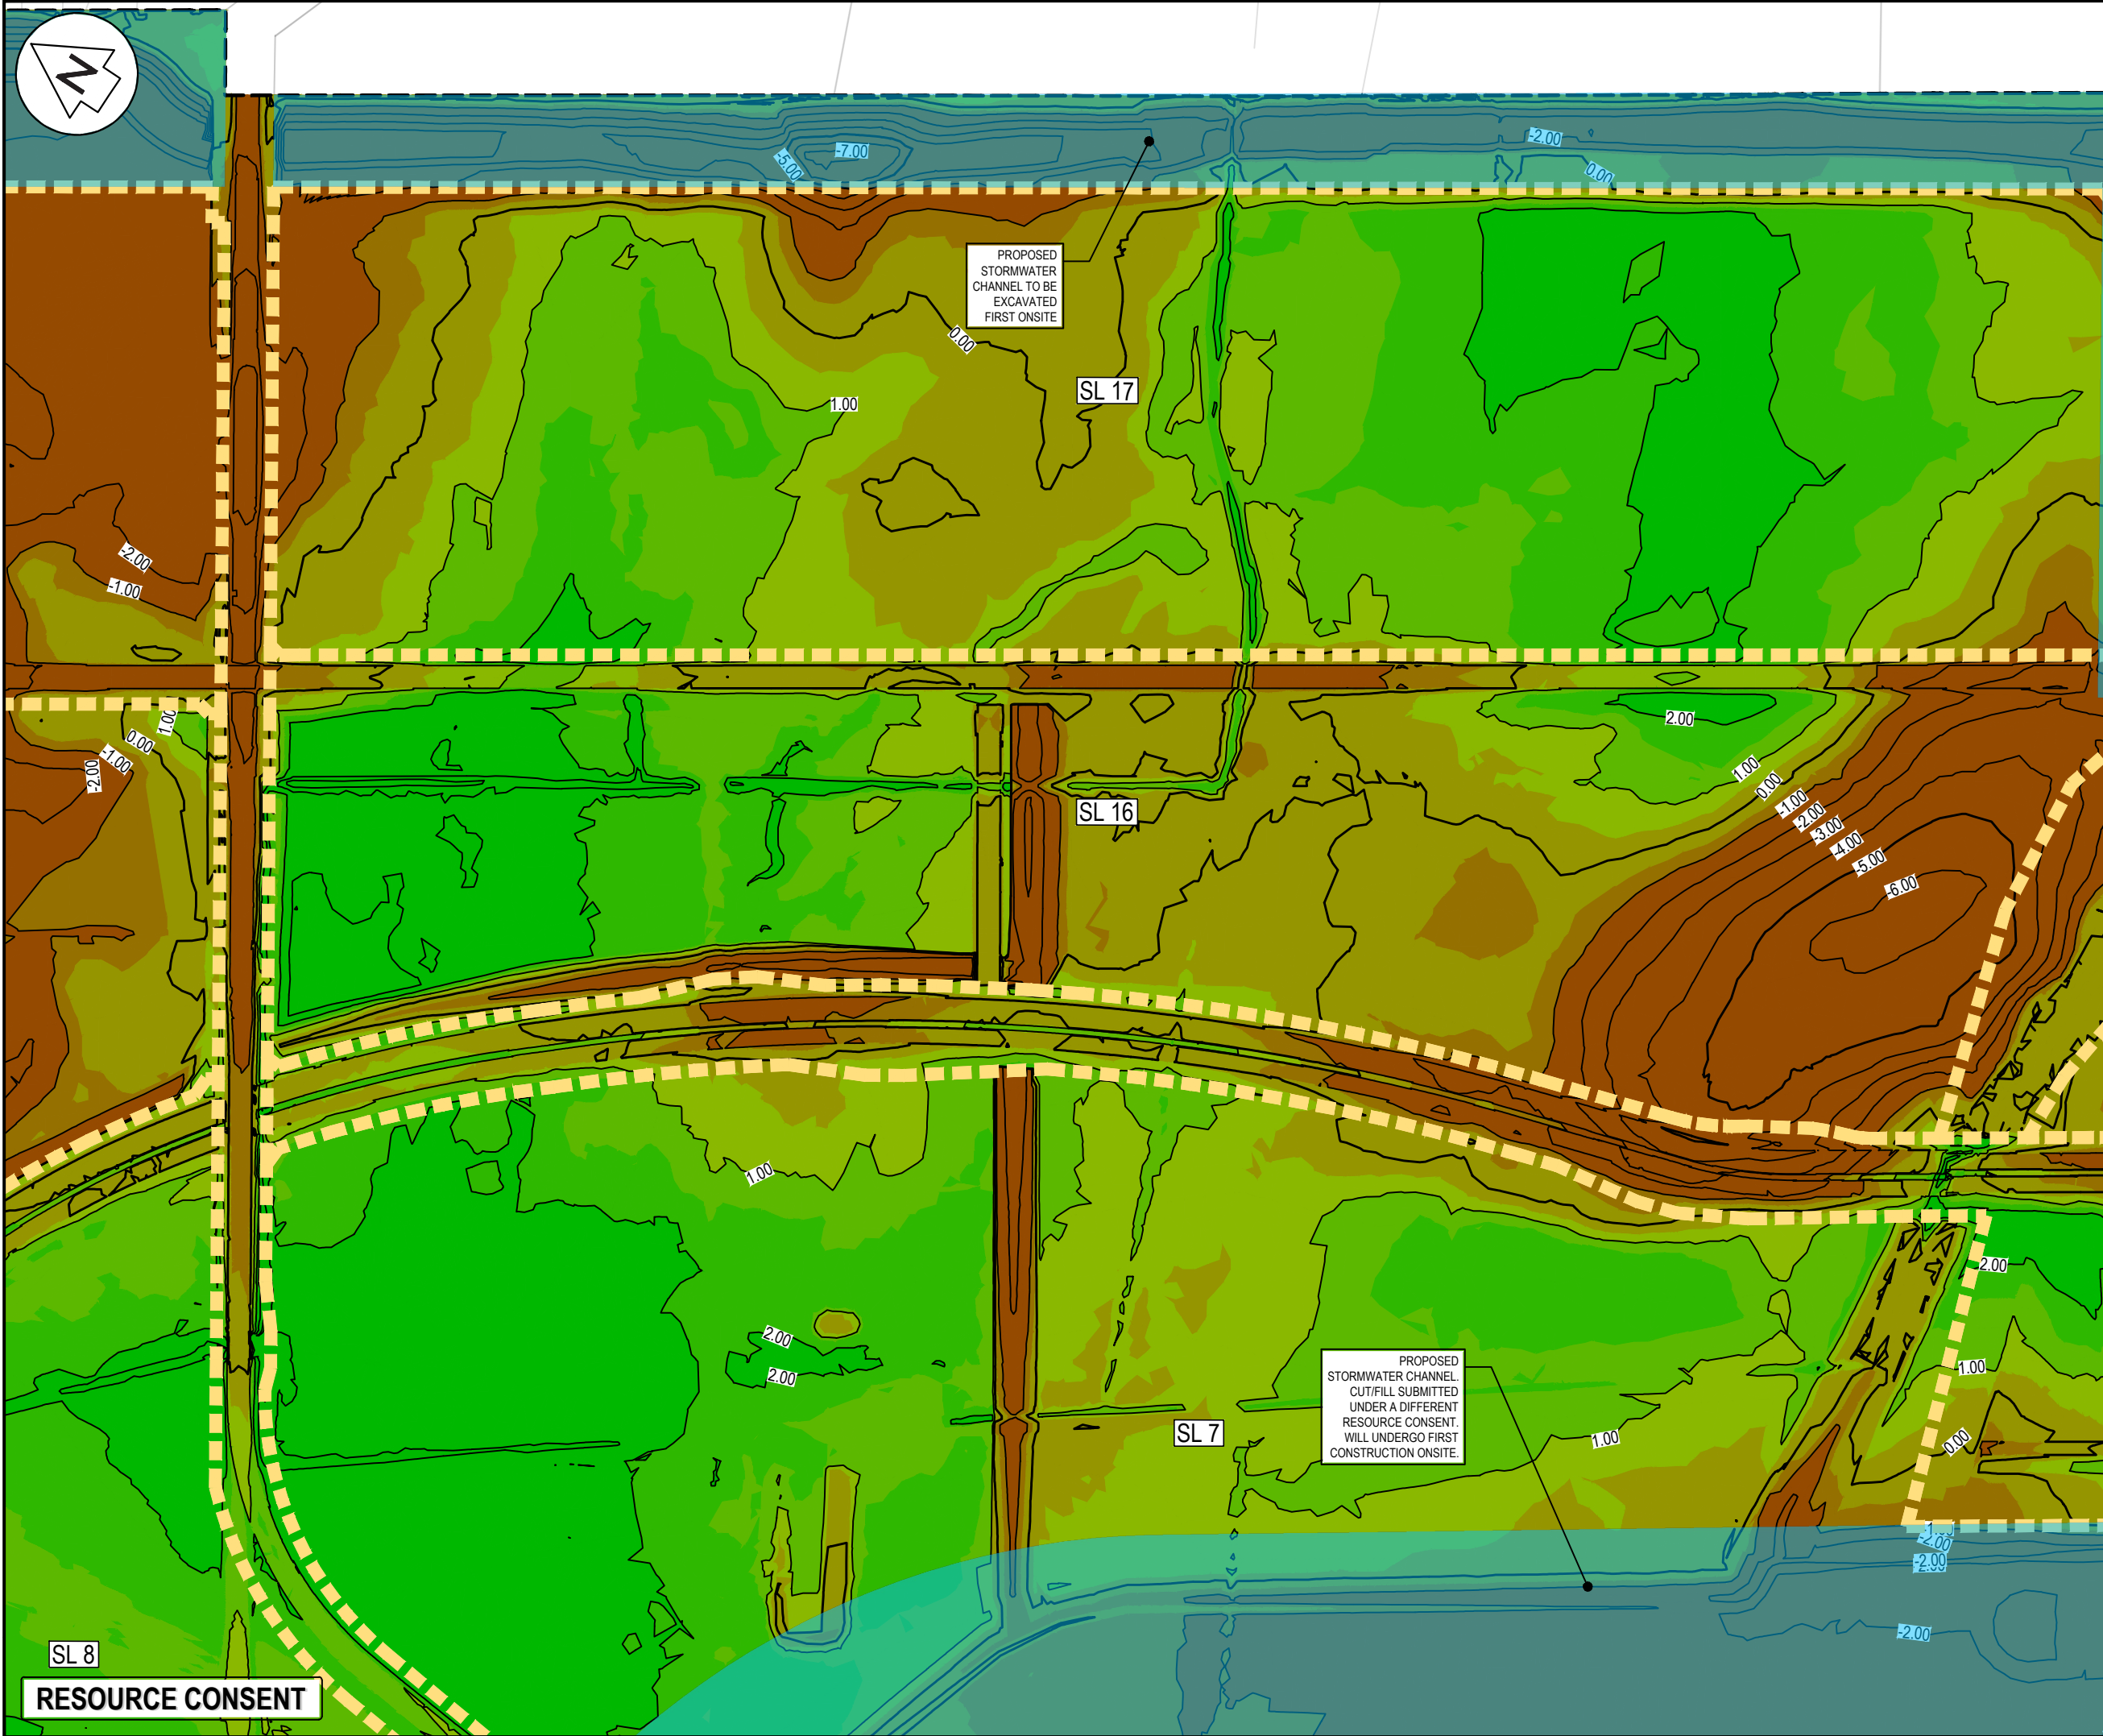 N
-5.00
-7.00
-2.00
0.00
PROPOSED
STORMWATER
CHANNEL TO BE
EXCAVATED
FIRST ONSITE
0.00
SL 17
1.00
-2.00
-1.00
1.00
0.00
-1.00
-2.00
2.00
1.00
0.00
-1.00
-2.00
-3.00
-4.00
-5.00
-6.00
SL 16
1.00
2.00
2.00
2.00
1.00
0.00
PROPOSED
STORMWATER CHANNEL.
CUT/FILL SUBMITTED
UNDER A DIFFERENT
RESOURCE CONSENT.
WILL UNDERGO FIRST
CONSTRUCTION ONSITE.
SL 7
1.00
-2.00
-2.00
-2.00
SL 8
RESOURCE CONSENT